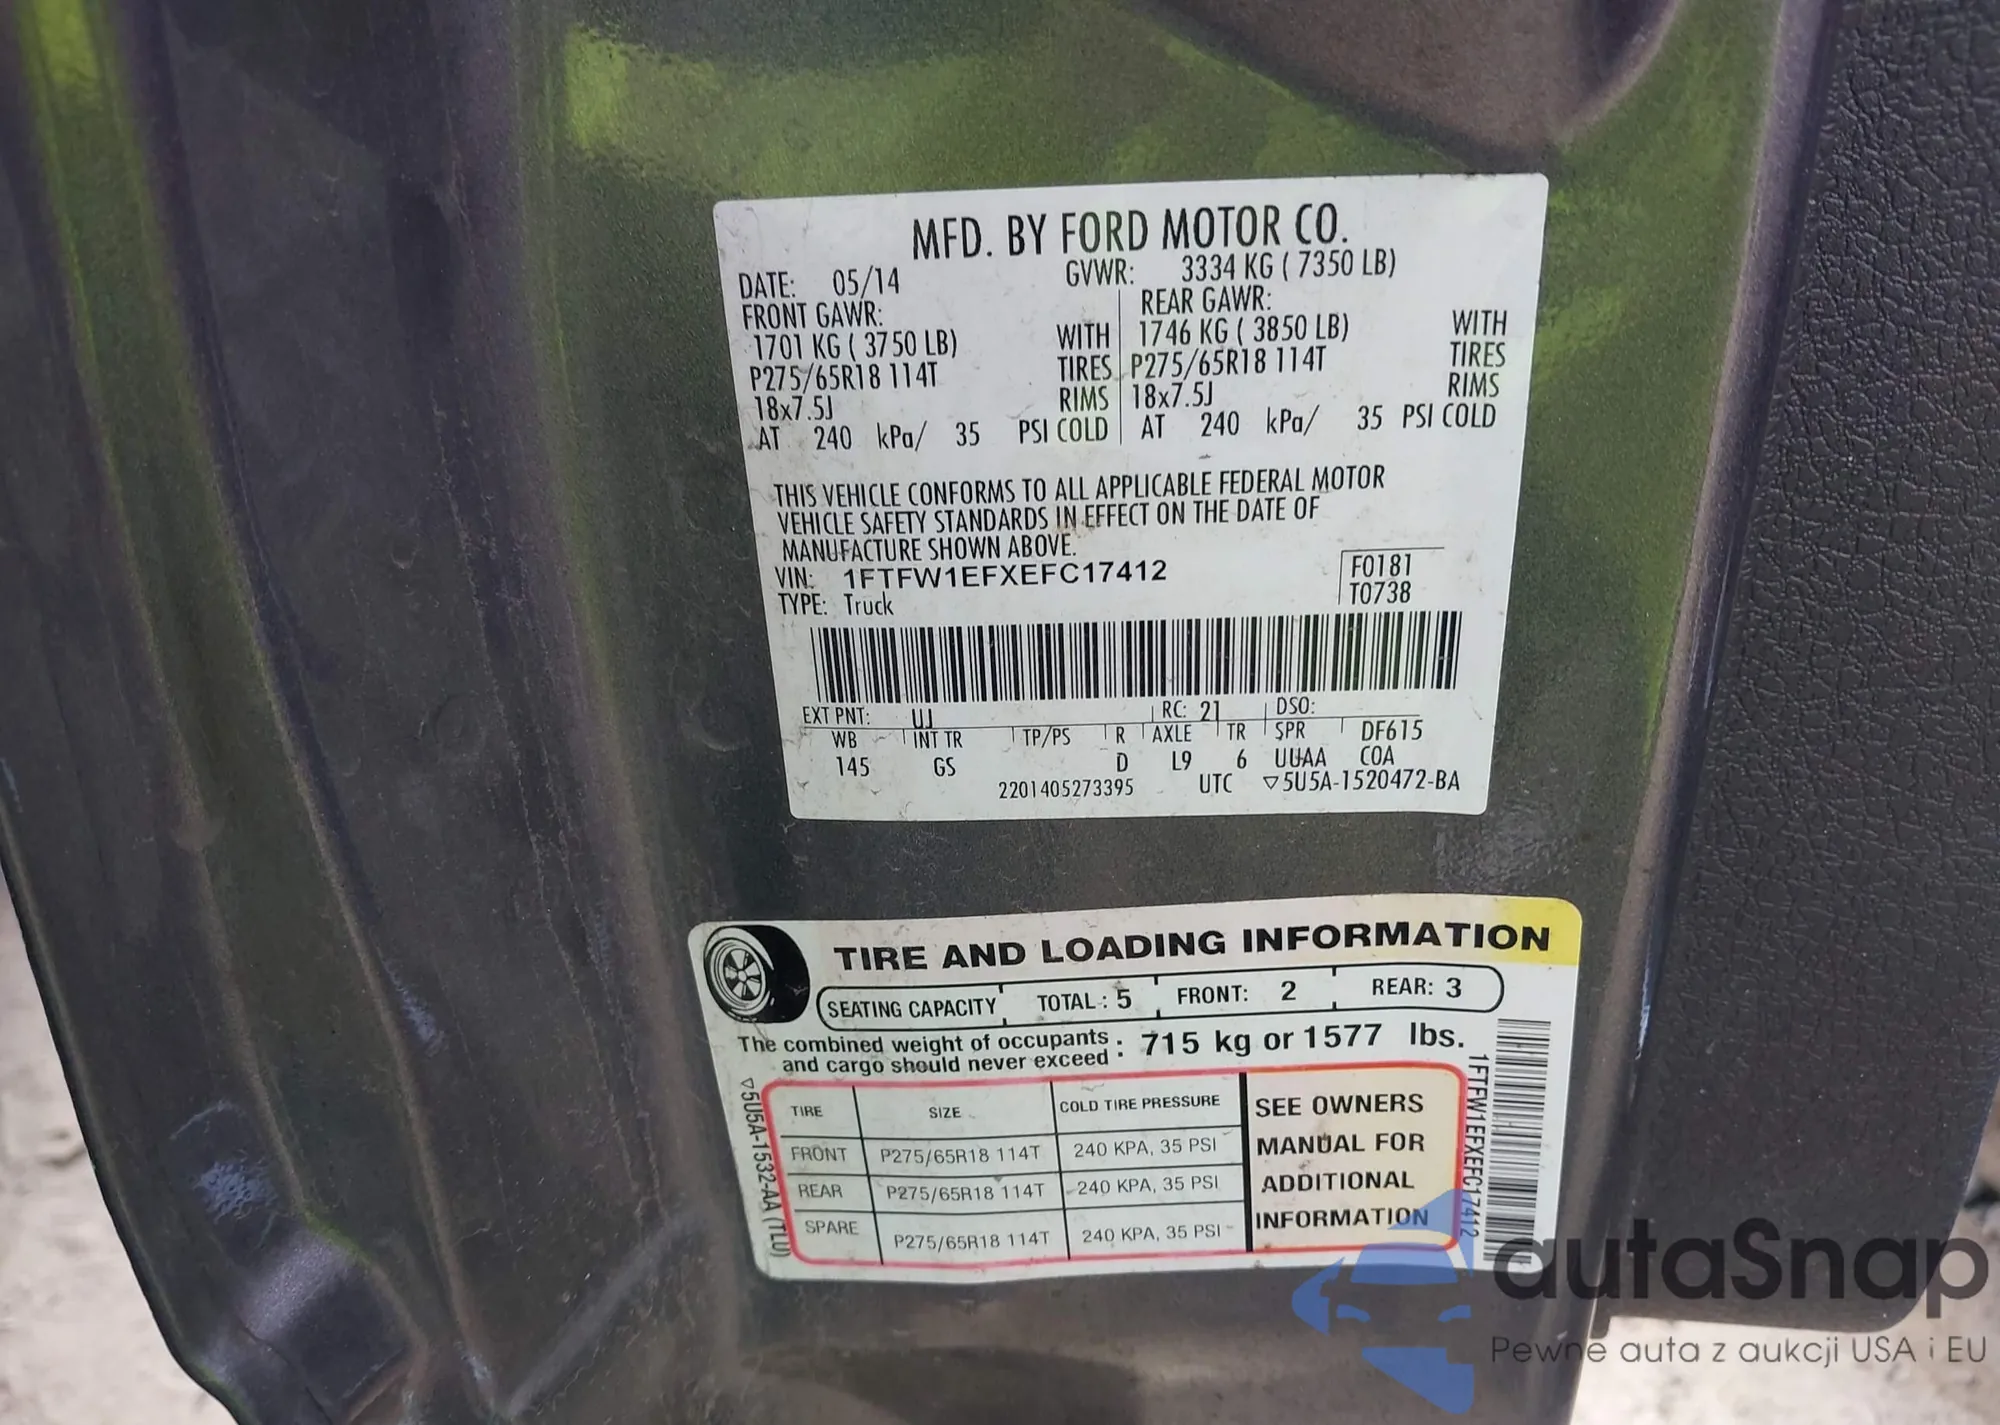 MFD. BY FORD MOTOR CO.
DATE: 05/14 GVWR: 3334 KG ( 7350 LB)
FRONT GAWR: REAR GAWR:
1701 KG ( 3750 LB) WITH 1746 KG ( 3850 LB) WITH
P275/65R18 114T TIRES P275/65R18 114T TIRES
18x7.5J RIMS 18x7.5J RIMS
AT 240 kPa/ 35 PSI COLD AT 240 kPa/ 35 PSI COLD
THIS VEHICLE CONFORMS TO ALL APPLICABLE FEDERAL MOTOR
VEHICLE SAFETY STANDARDS IN EFFECT ON THE DATE OF
MANUFACTURE SHOWN ABOVE.
VIN: 1FTFW1EFXEFC17412 F0181
TYPE: Truck T0738
EXT PNT: UJ RC: 21 DSO:
WB INT TR TP/PS R AXLE TR SPR DF615
145 GS D L9 6 UUAA COA
2201405273395 UTC ▽5U5A-1520472-BA
TIRE AND LOADING INFORMATION
SEATING CAPACITY TOTAL: 5 FRONT: 2 REAR: 3
The combined weight of occupants : 715 kg or 1577 lbs.
and cargo should never exceed :
TIRE SIZE COLD TIRE PRESSURE
FRONT P275/65R18 114T 240 KPA, 35 PSI
REAR P275/65R18 114T 240 KPA, 35 PSI
SPARE P275/65R18 114T 240 KPA, 35 PSI
SEE OWNERS
MANUAL FOR
ADDITIONAL
INFORMATION
▽5U5A-1532-AA (TLU)
1FTFW1EFXEFC17412
autaSnap
Pewne auta z aukcji USA i EU